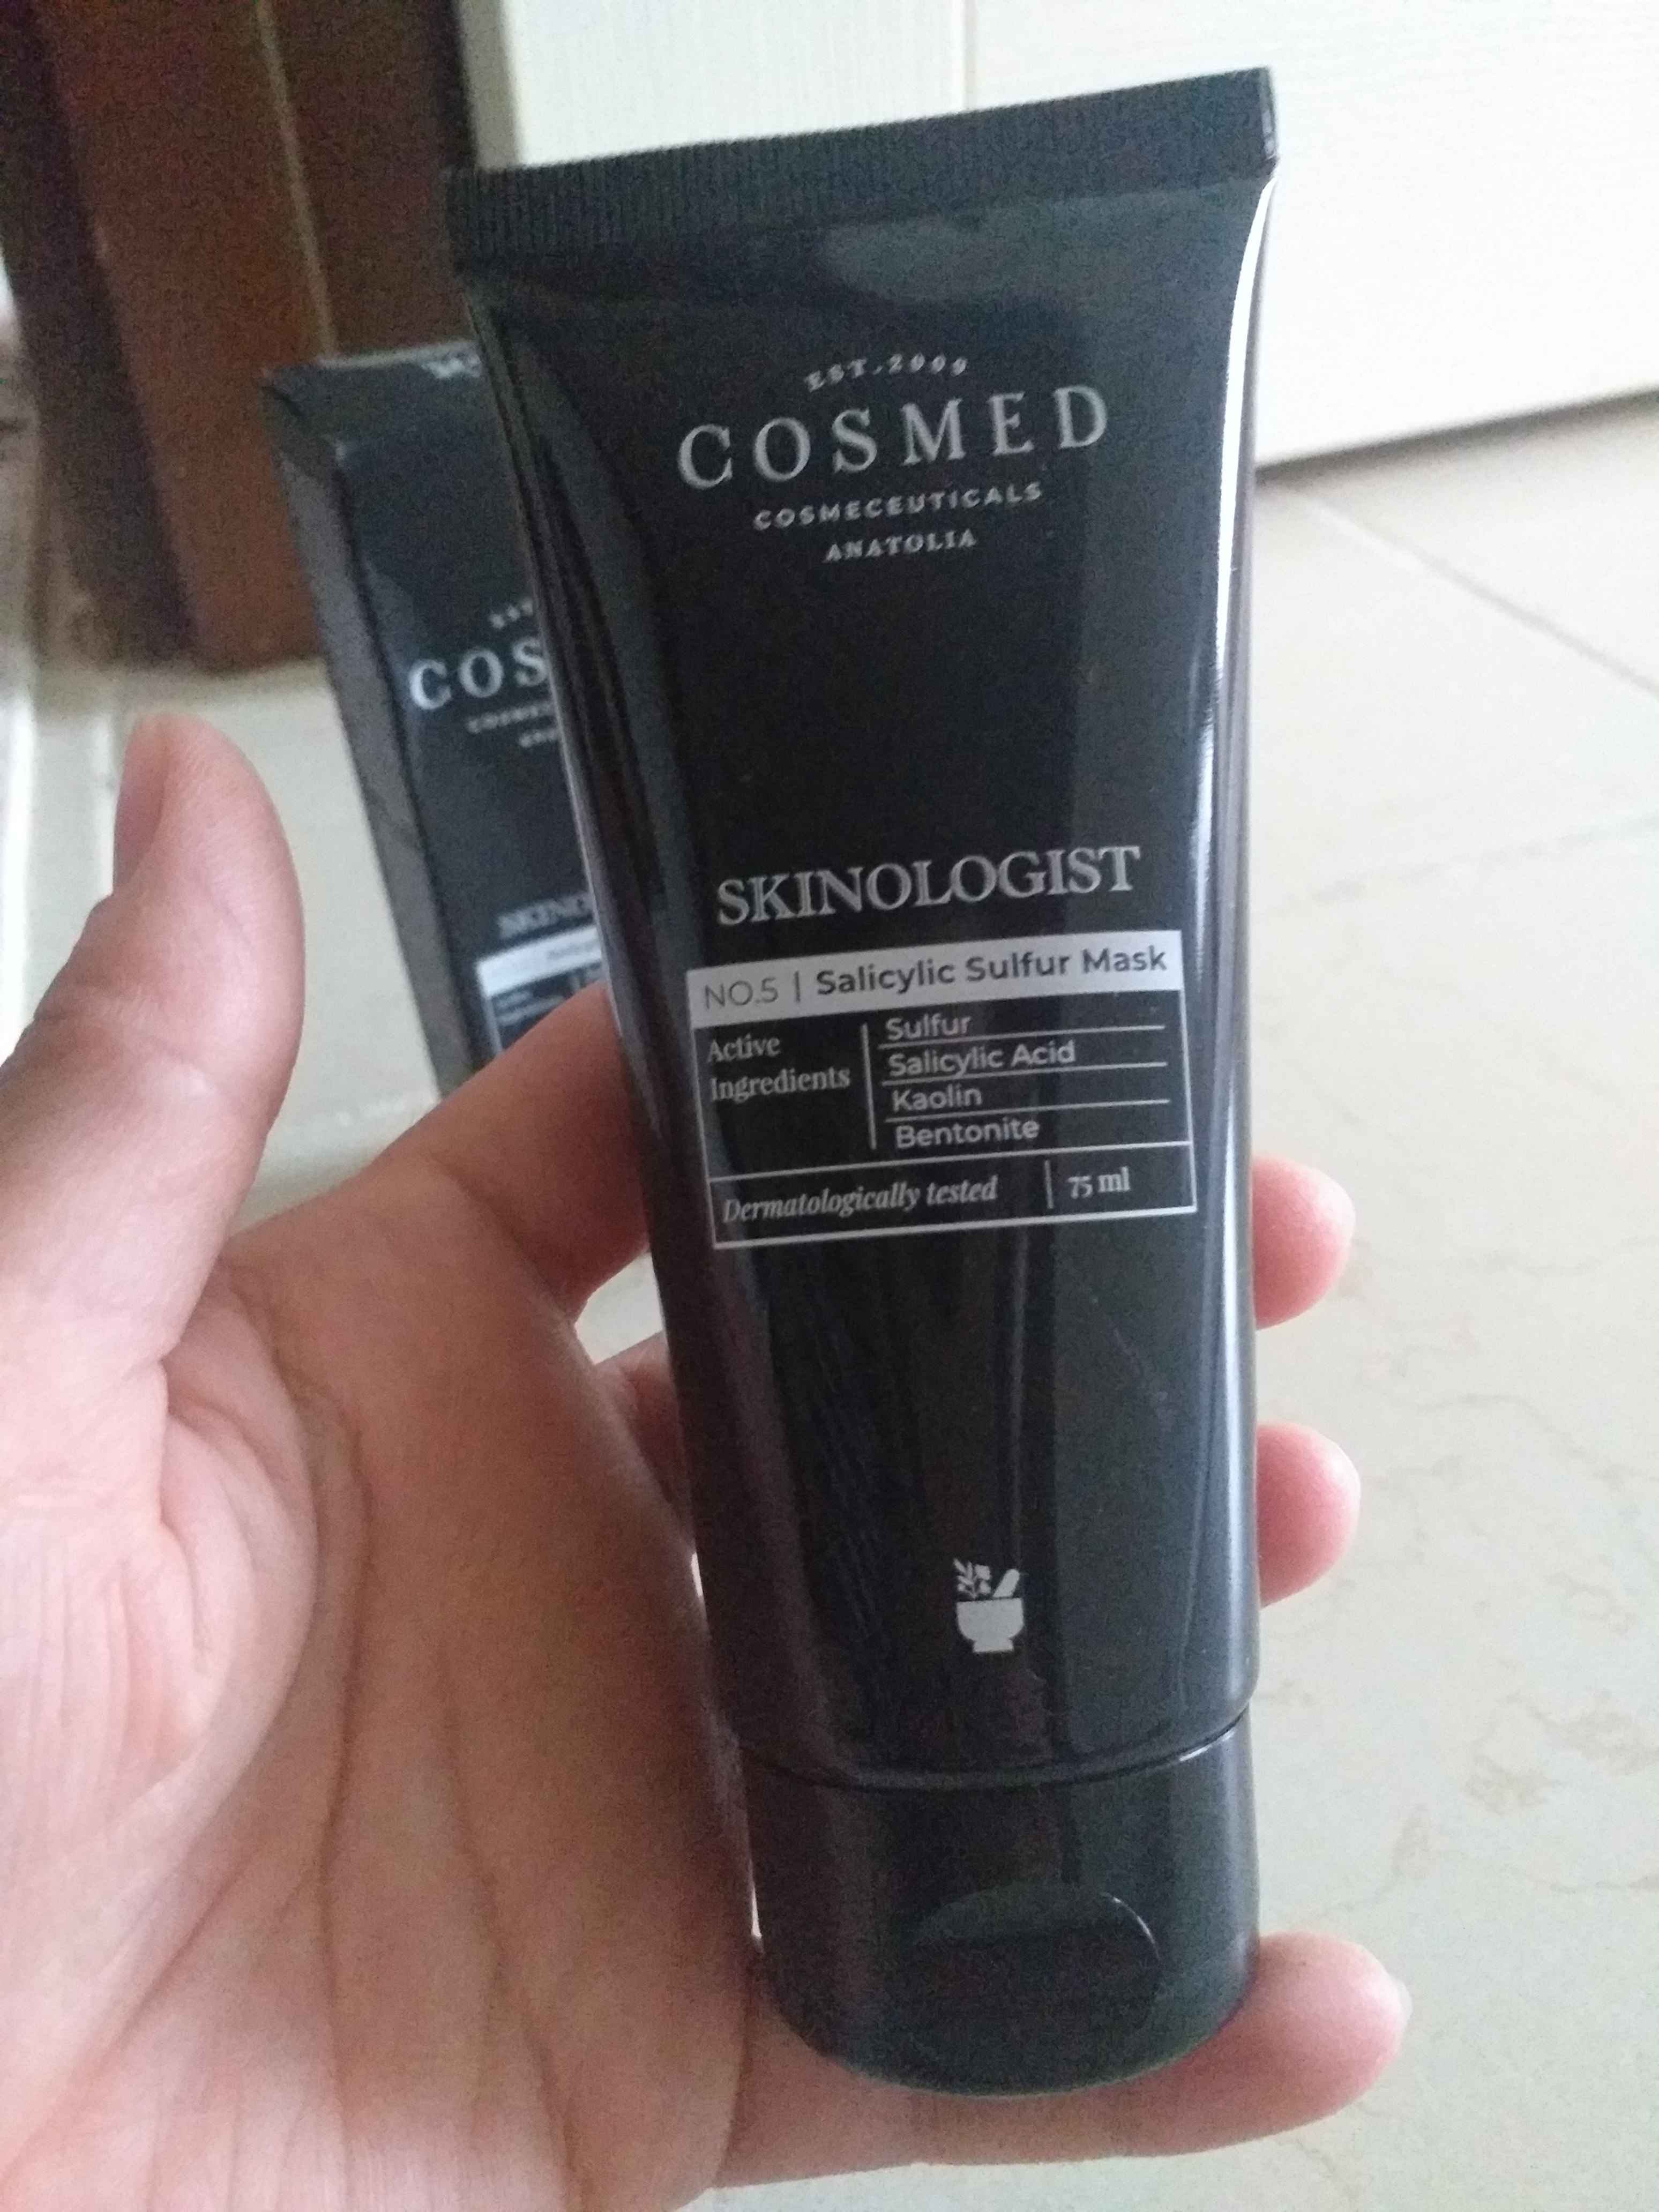 EST.2009
COSMED
COSMECEUTICALS
ANATOLIA
SKINOLOGIST
NO.5 | Salicylic Sulfur Mask
Active Ingredients
Sulfur
Salicylic Acid
Kaolin
Bentonite
Dermatologically tested | 75 ml
COS